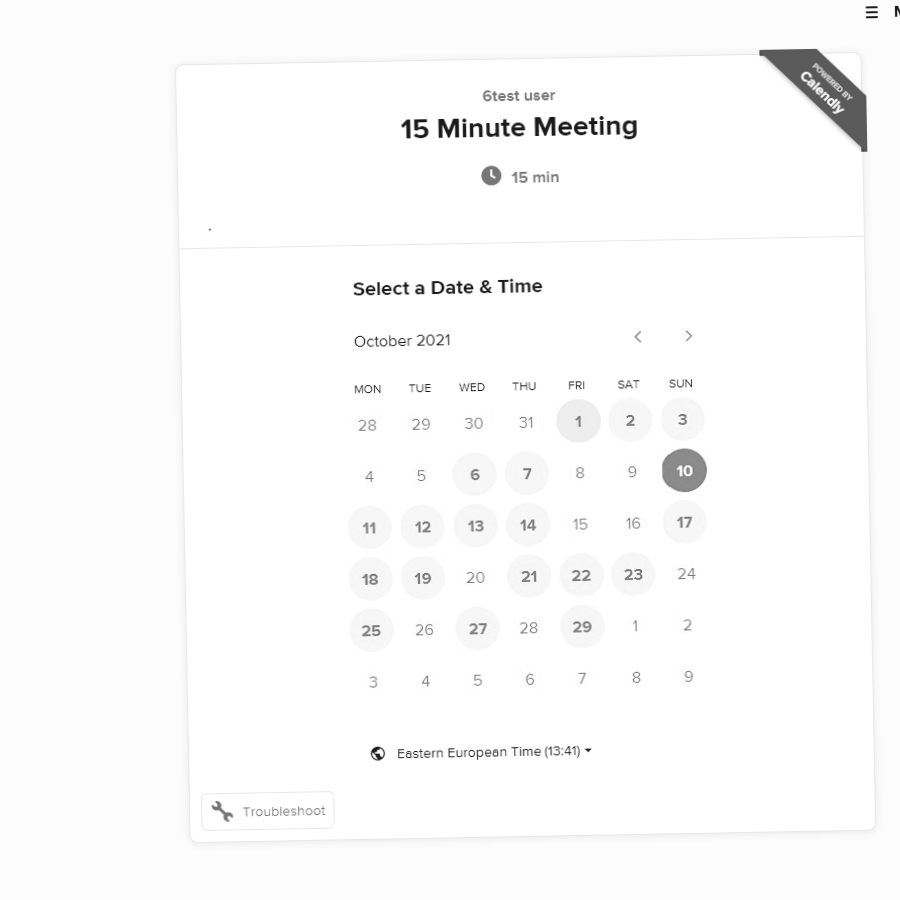 M
POWERED BY
Calendly
6test user
15 Minute Meeting
15 min
.
Select a Date & Time
October 2021
MON TUE WED THU FRI SAT SUN
28 29 30 31 1 2 3
4 5 6 7 8 9 10
11 12 13 14 15 16 17
18 19 20 21 22 23 24
25 26 27 28 29 1 2
3 4 5 6 7 8 9
Eastern European Time (13:41)
Troubleshoot